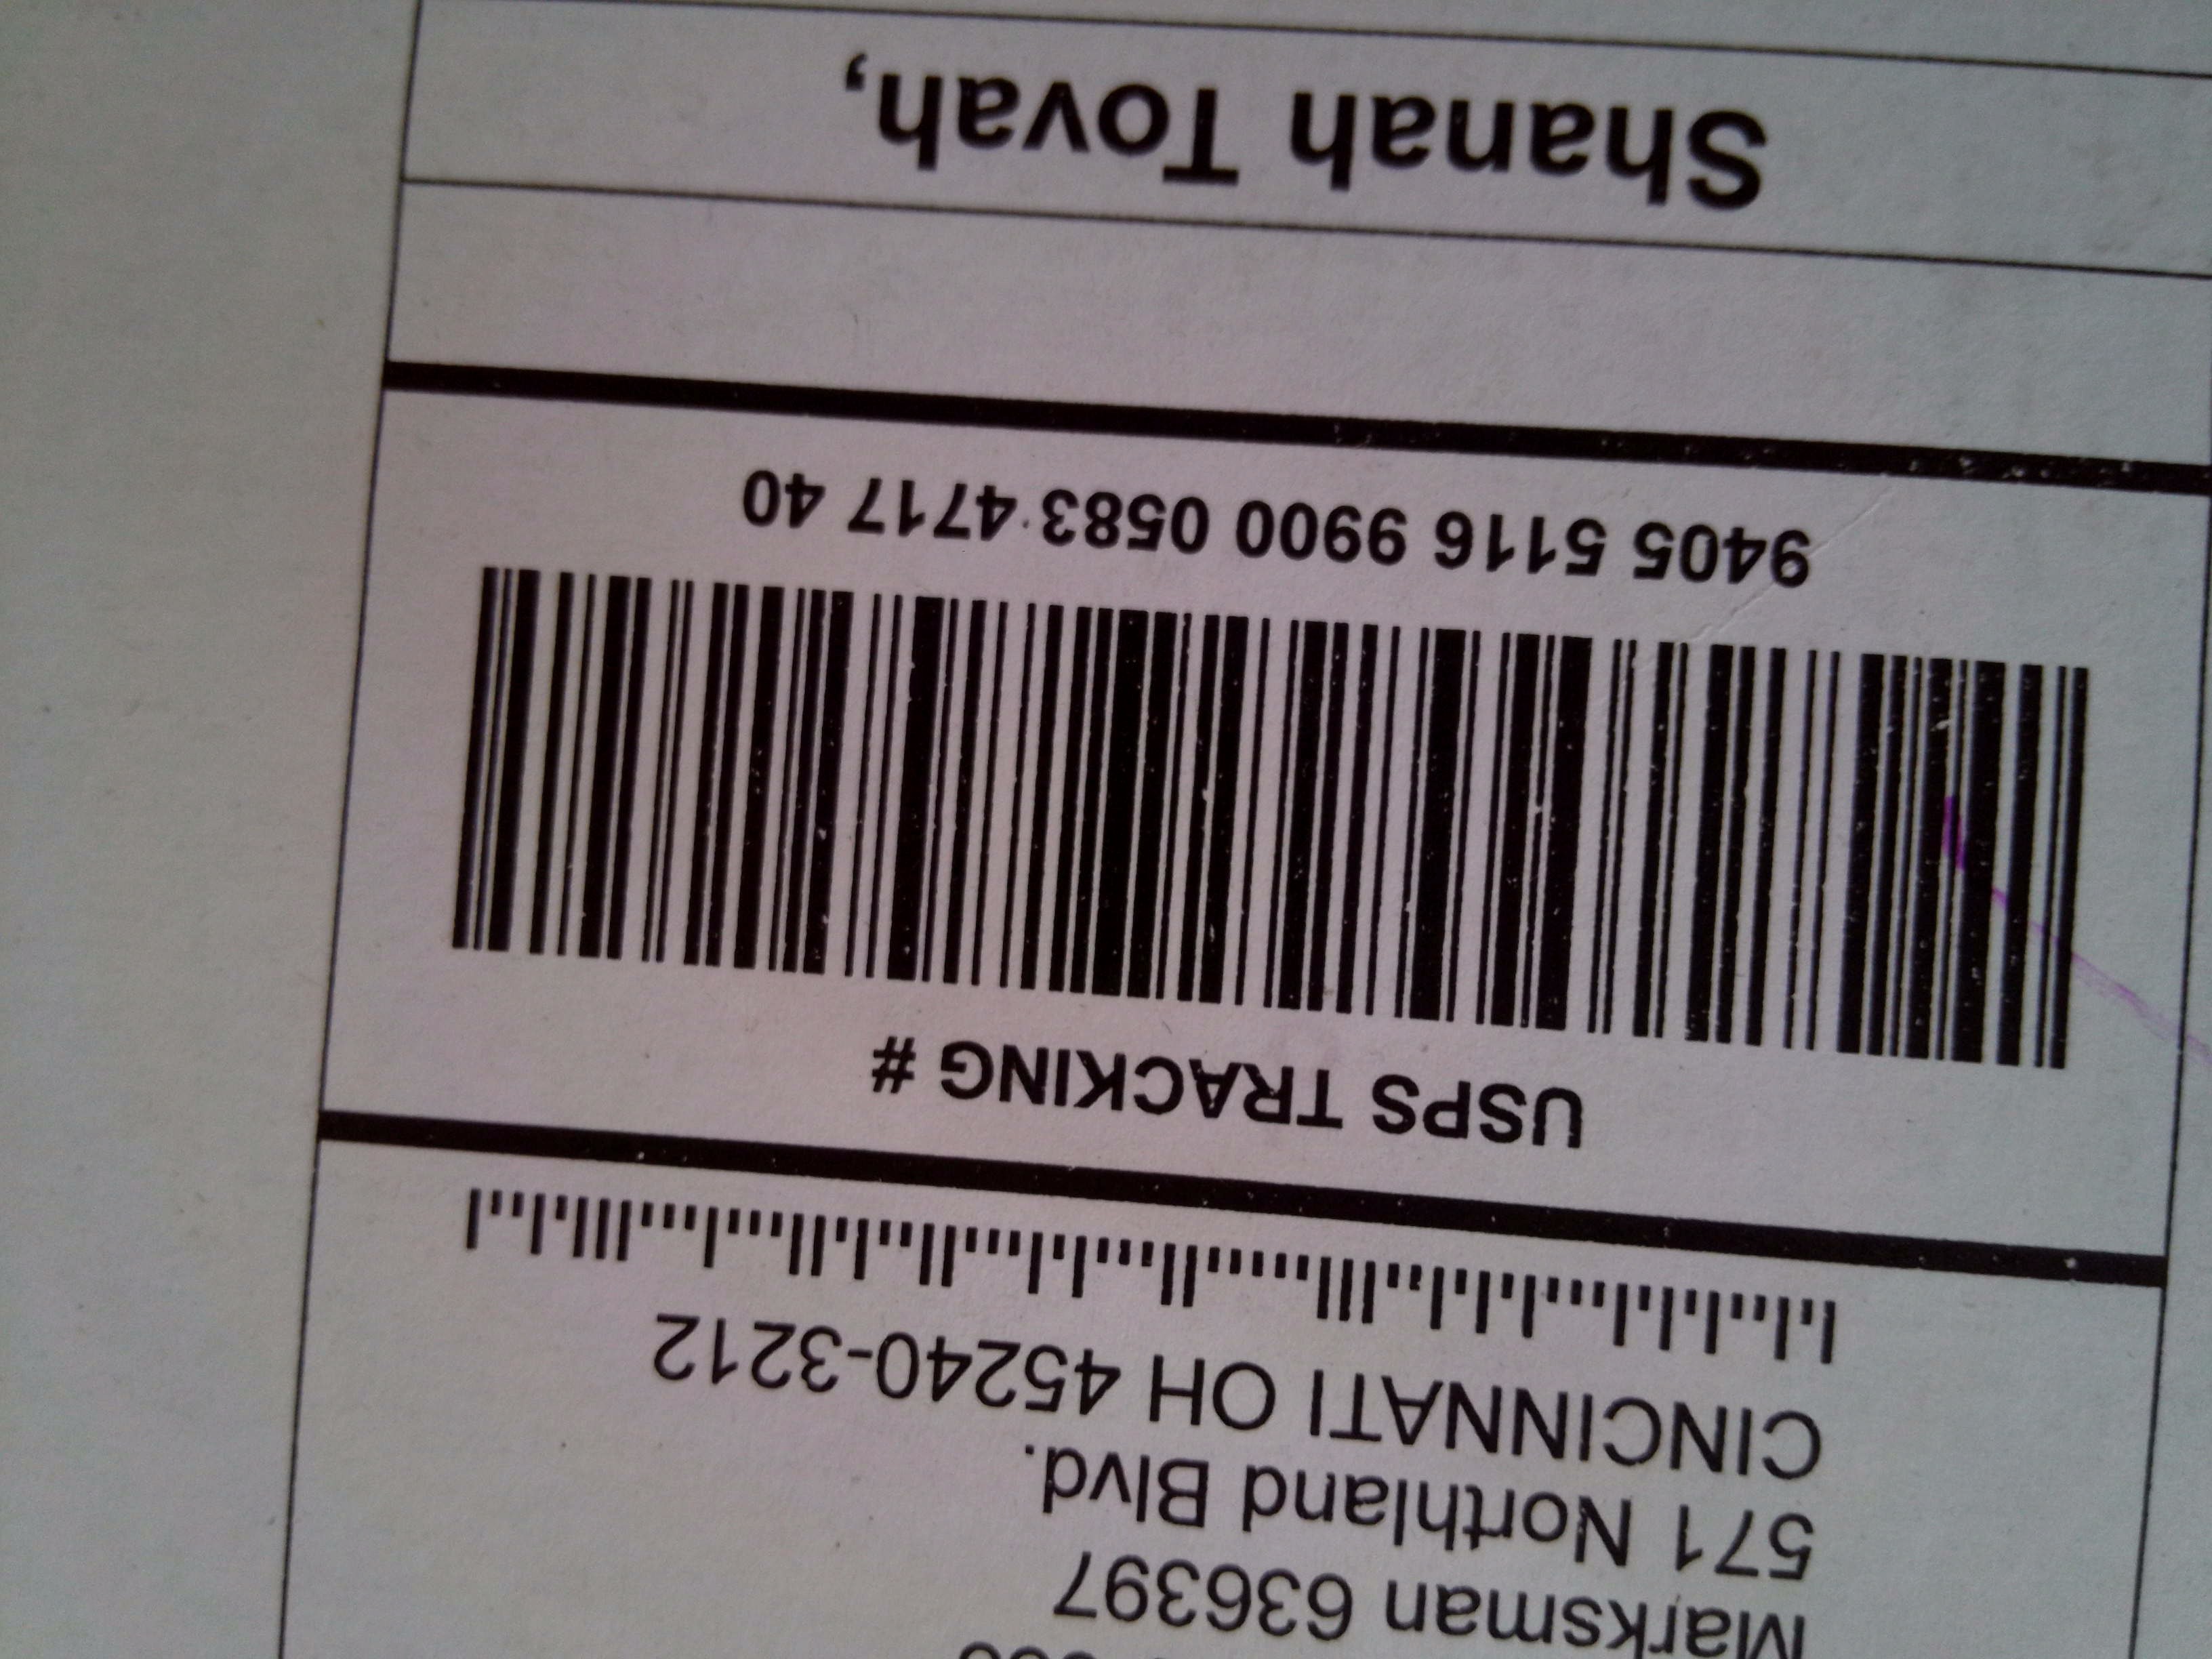 Marksman 636397
571 Northland Blvd.
CINCINNATI OH 45240-3212
USPS TRACKING #
9405 5116 9900 0583 4717 40
Shanah Tovah,